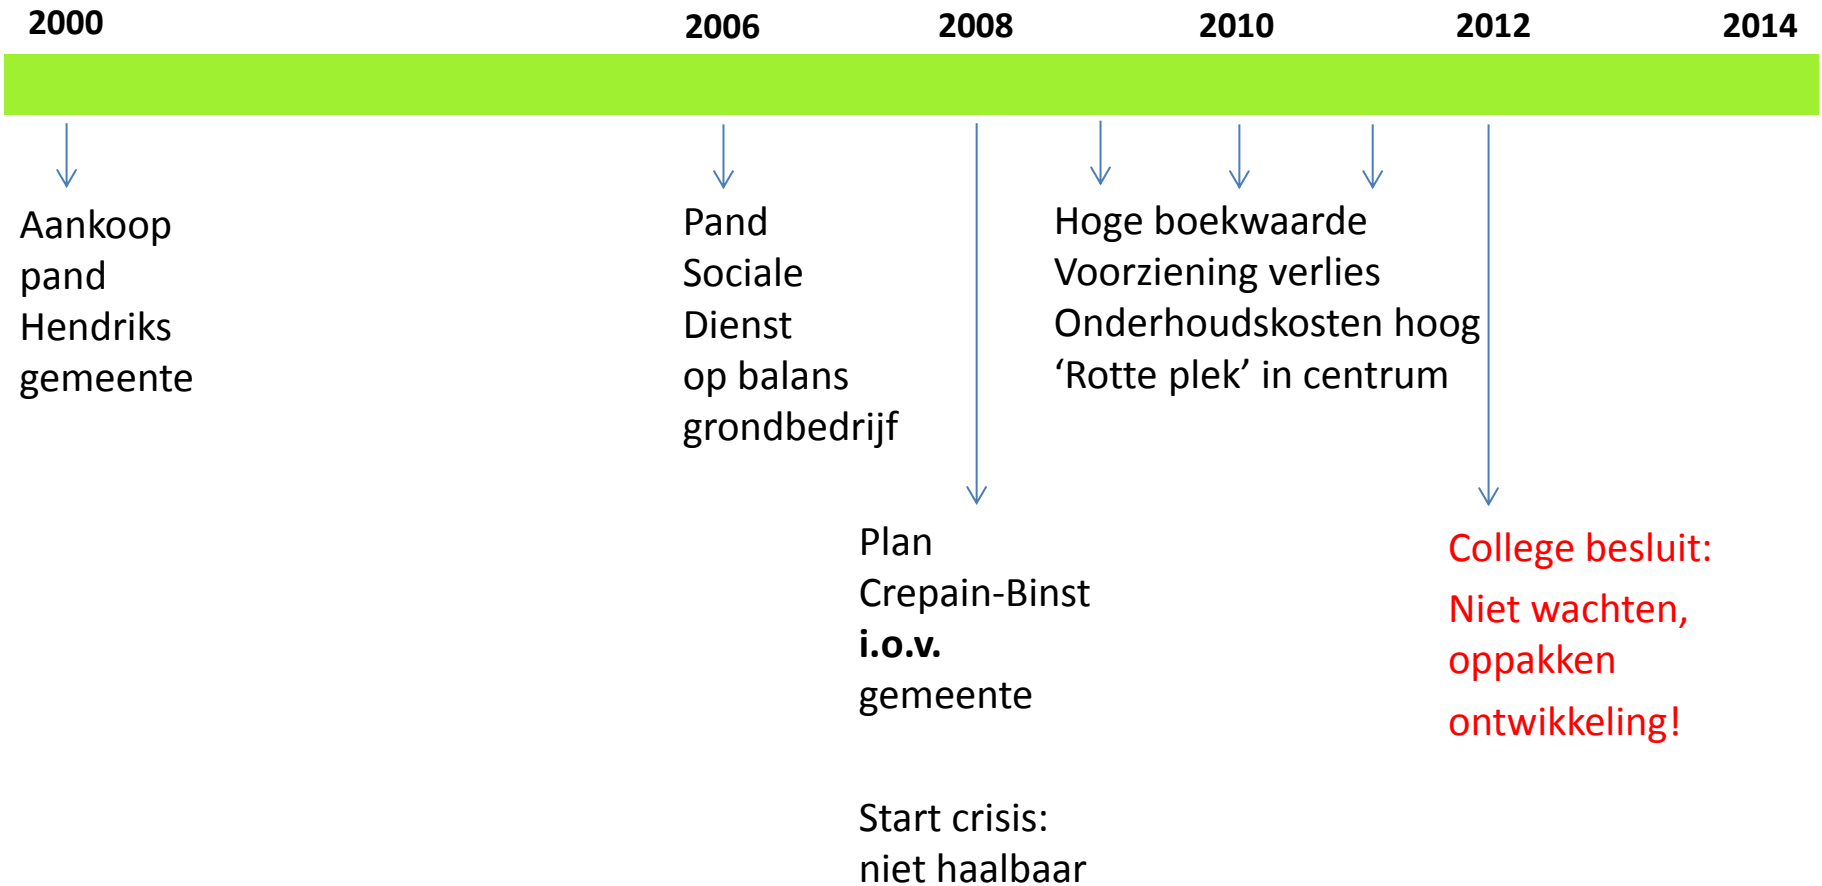 2000
2006
2008
2010
2012
2014
Aankoop
pand
Hendriks
gemeente
Pand
Sociale
Dienst
op balans
grondbedrijf
Hoge boekwaarde
Voorziening verlies
Onderhoudskosten hoog
‘Rotte plek’ in centrum
Plan
Crepain-Binst
i.o.v.
gemeente
Start crisis:
niet haalbaar
College besluit:
Niet wachten,
oppakken
ontwikkeling!